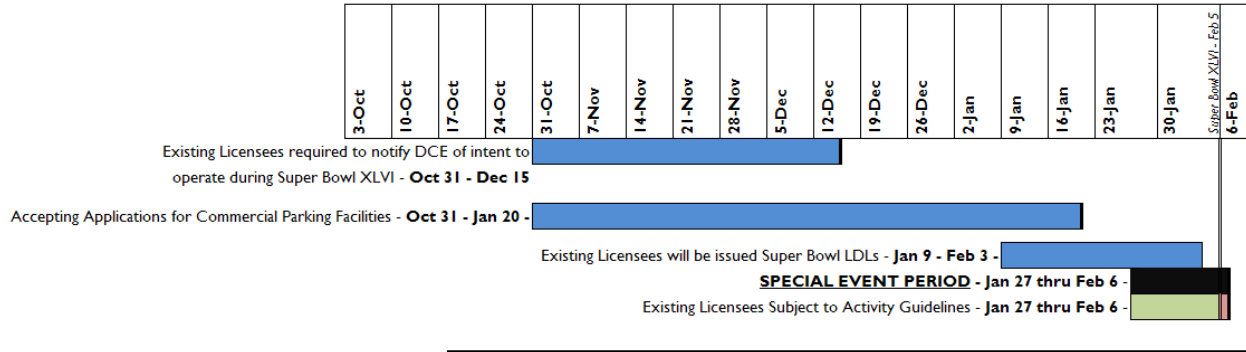 3-Oct
10-Oct
17-Oct
24-Oct
31-Oct
7-Nov
14-Nov
21-Nov
28-Nov
5-Dec
12-Dec
19-Dec
26-Dec
2-Jan
9-Jan
16-Jan
23-Jan
30-Jan
Super Bowl XLVI - Feb 5
6-Feb
Existing Licensees required to notify DCE of intent to
operate during Super Bowl XLVI - Oct 31 - Dec 15
Accepting Applications for Commercial Parking Facilities - Oct 31 - Jan 20 -
Existing Licensees will be issued Super Bowl LDLs - Jan 9 - Feb 3 -
SPECIAL EVENT PERIOD - Jan 27 thru Feb 6 -
Existing Licensees Subject to Activity Guidelines - Jan 27 thru Feb 6 -